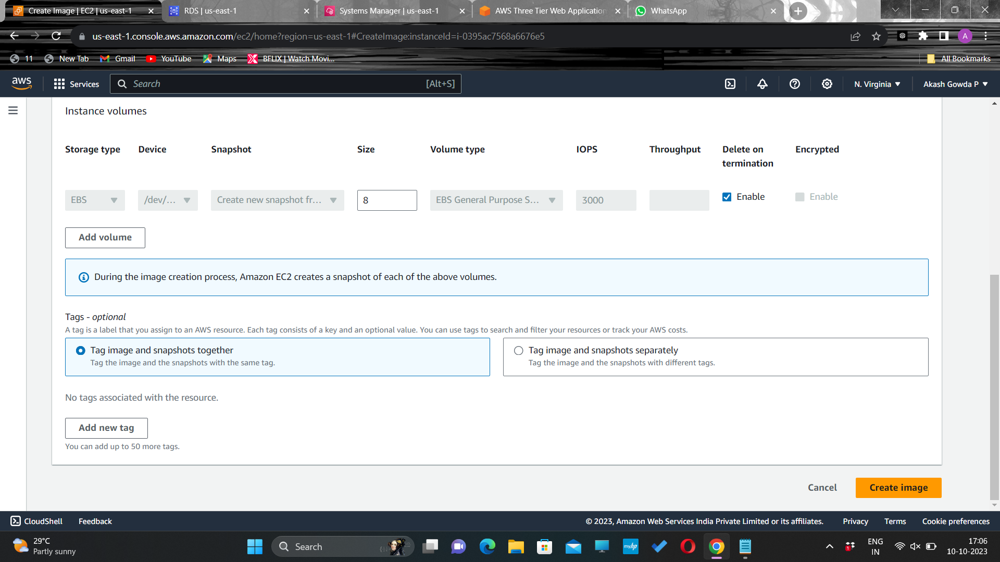 Create Image | EC2 | us-east-1
RDS | us-east-1
Systems Manager | us-east-1
AWS Three Tier Web Application
WhatsApp
us-east-1.console.aws.amazon.com/ec2/home?region=us-east-1#CreateImage:instanceId=i-0395ac7568a6676e5
A
11
New Tab
Gmail
YouTube
Maps
BFLIX | Watch Movi...
All Bookmarks
aws
Services
Search
[Alt+S]
N. Virginia
Akash Gowda P
Instance volumes
Storage type
Device
Snapshot
Size
Volume type
IOPS
Throughput
Delete on
termination
Encrypted
EBS
/dev/...
Create new snapshot fr...
8
EBS General Purpose S...
3000
Enable
Enable
Add volume
During the image creation process, Amazon EC2 creates a snapshot of each of the above volumes.
Tags - optional
A tag is a label that you assign to an AWS resource. Each tag consists of a key and an optional value. You can use tags to search and filter your resources or track your AWS costs.
Tag image and snapshots together
Tag the image and the snapshots with the same tag.
Tag image and snapshots separately
Tag the image and the snapshots with different tags.
No tags associated with the resource.
Add new tag
You can add up to 50 more tags.
Cancel
Create image
CloudShell
Feedback
© 2023, Amazon Web Services India Private Limited or its affiliates.
Privacy
Terms
Cookie preferences
29°C
Partly sunny
Search
myhp
1
ENG
IN
17:06
10-10-2023